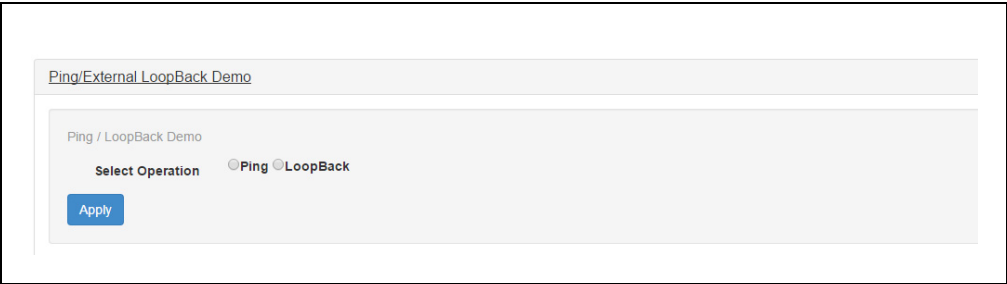 Ping/External LoopBack Demo
Ping / LoopBack Demo
Select Operation Ping LoopBack
Apply